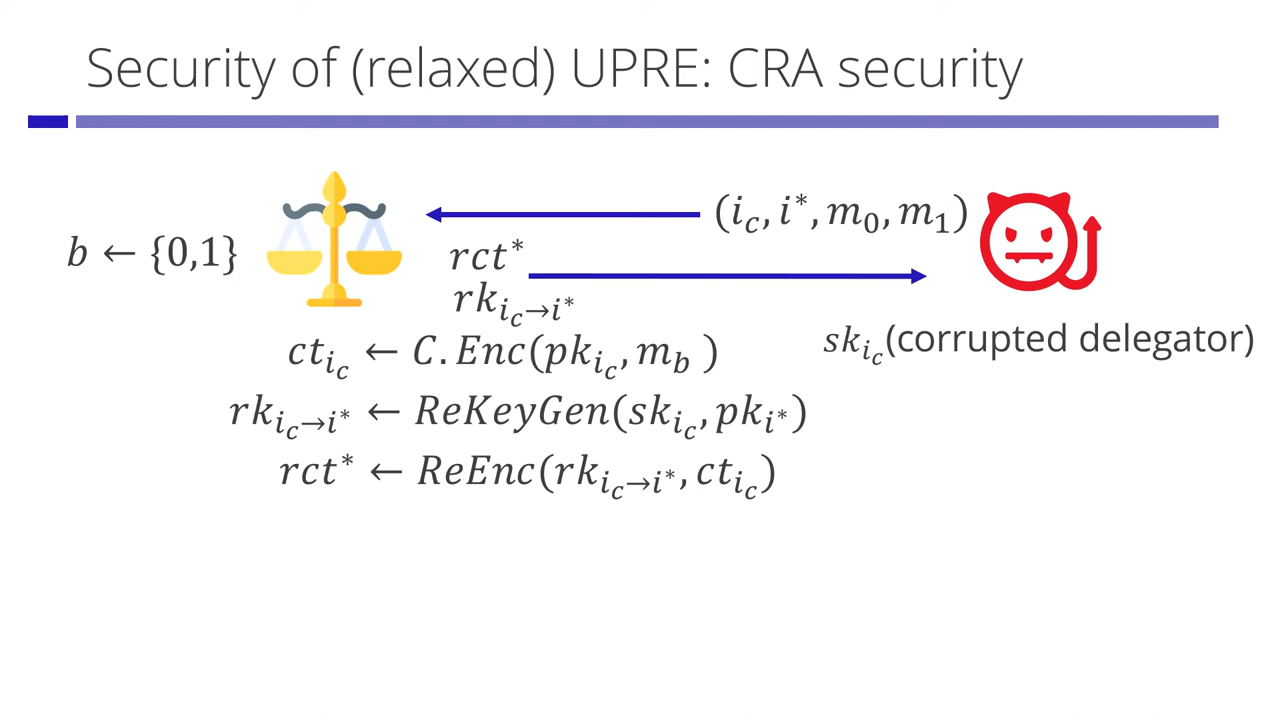 Security of (relaxed) UPRE: CRA security
(i_c, i^*, m_0, m_1)
b ← {0,1}
rct^*
rk_{i_c→i^*}
sk_{i_c}(corrupted delegator)
ct_{i_c} ← C.Enc(pk_{i_c}, m_b )
rk_{i_c→i^*} ← ReKeyGen(sk_{i_c}, pk_{i^*})
rct^* ← ReEnc(rk_{i_c→i^*}, ct_{i_c})